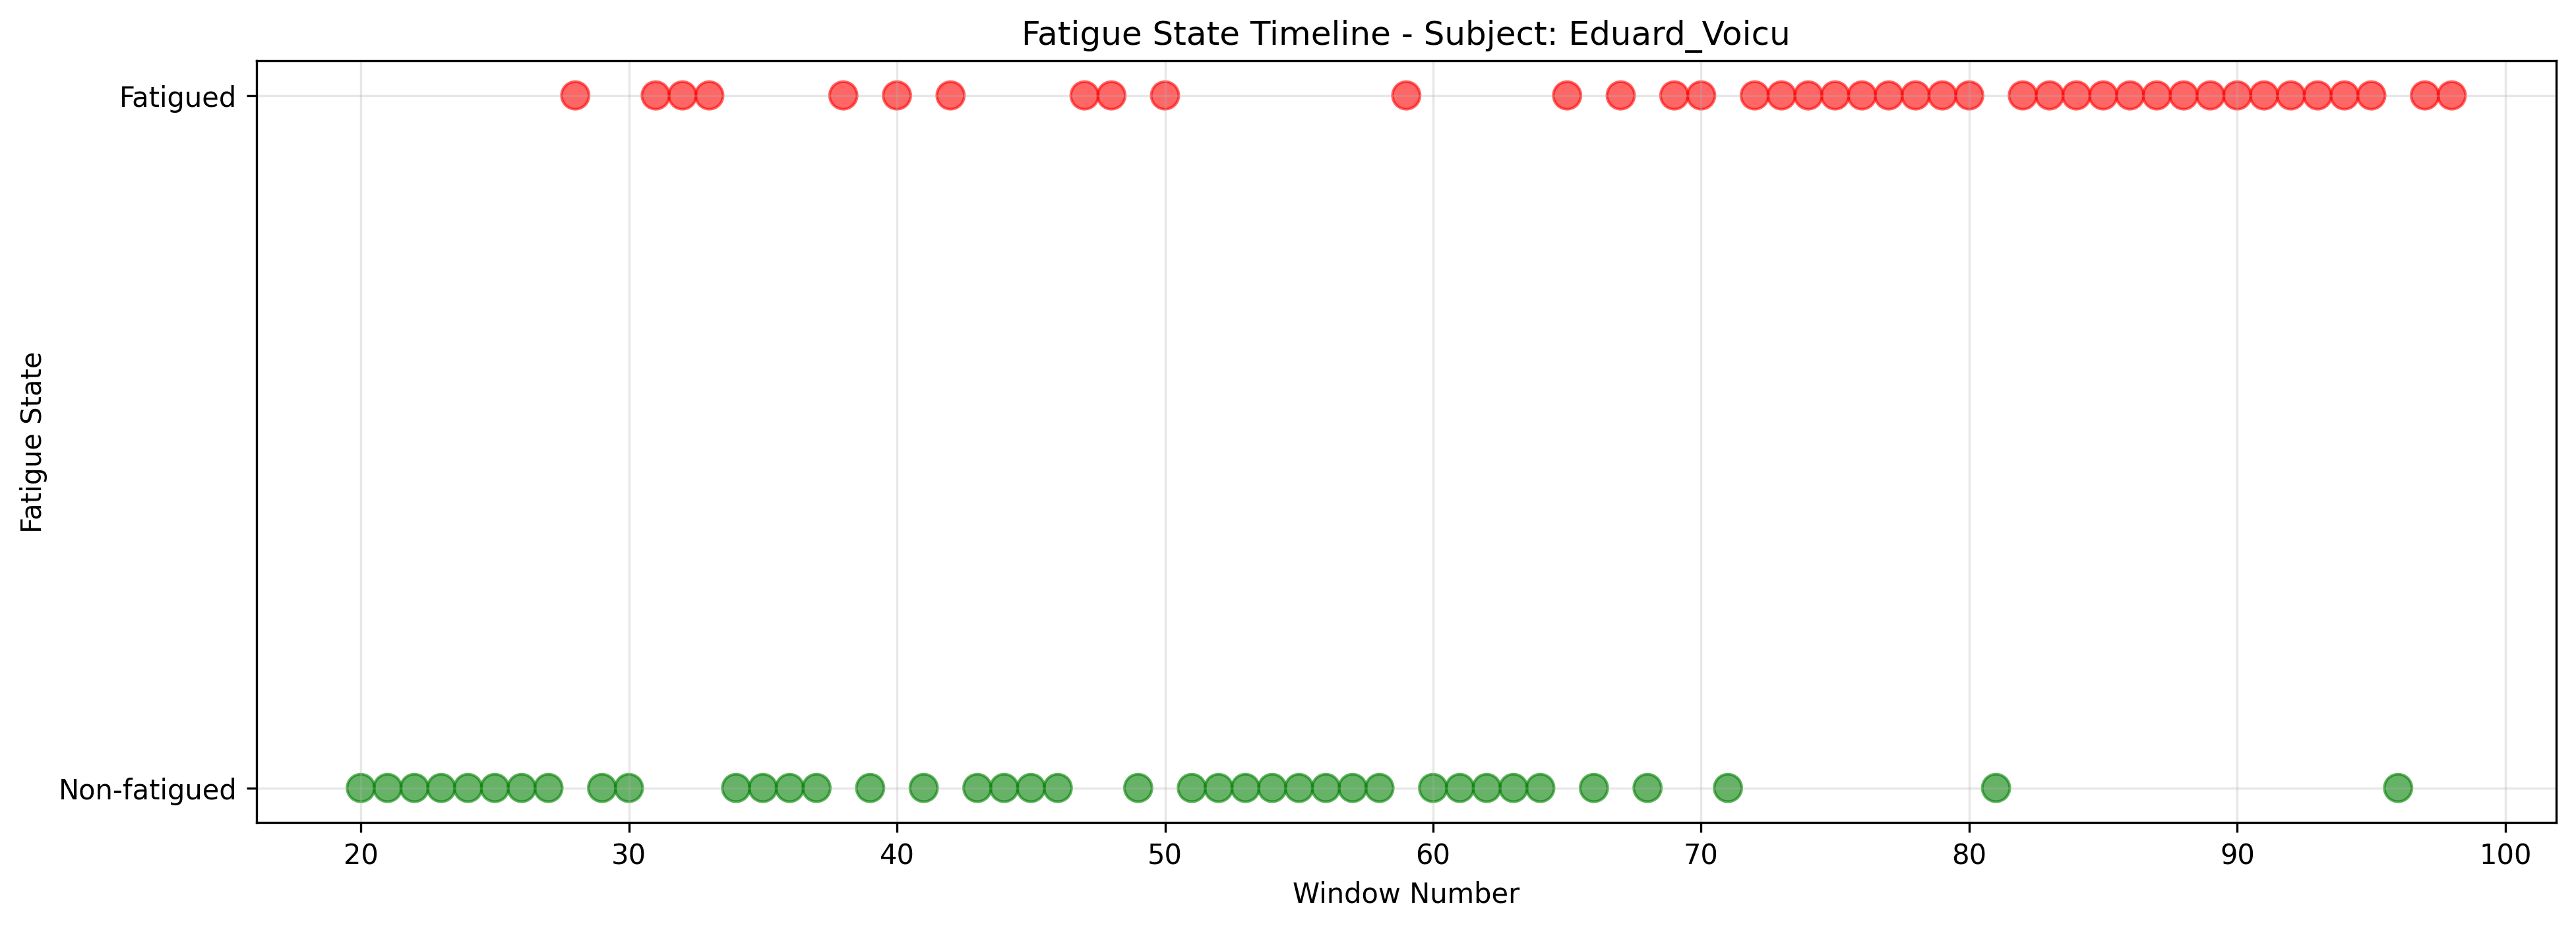 Fatigue State Timeline - Subject: Eduard_Voicu
Fatigued
Fatigue State
Non-fatigued
20 30 40 50 60 70 80 90 100
Window Number